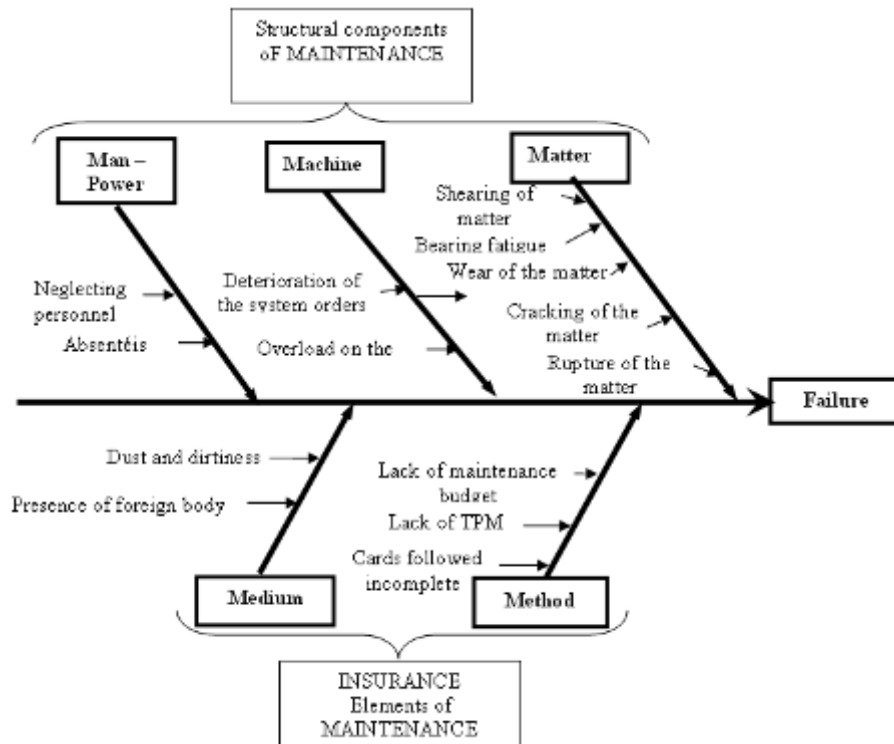 Structural components
oF MAINTENANCE
Man –
Power
Machine
Matter
Shearing of
matter
Bearing fatigue
Wear of the matter
Cracking of the
matter
Rupture of the
matter
Deterioration of
the system orders
Overload on the
Neglecting
personnel
Absentéis
Failure
Dust and dirtiness
Presence of foreign body
Lack of maintenance
budget
Lack of TPM
Cards followed
incomplete
Medium
Method
INSURANCE
Elements of
MAINTENANCE